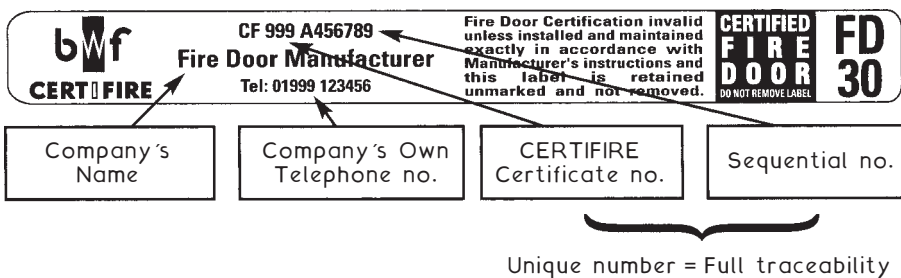 bwf
CERTIFIRE
CF 999 A456789
Fire Door Manufacturer
Tel: 01999 123456
Fire Door Certification invalid
unless installed and maintained
exactly in accordance with
Manufacturer's instructions and
this label is retained
unmarked and not removed.
CERTIFIED
FIRE
DOOR
DO NOT REMOVE LABEL
FD
30
Company's
Name
Company's Own
Telephone no.
CERTIFIRE
Certificate no.
Sequential no.
Unique number = Full traceability